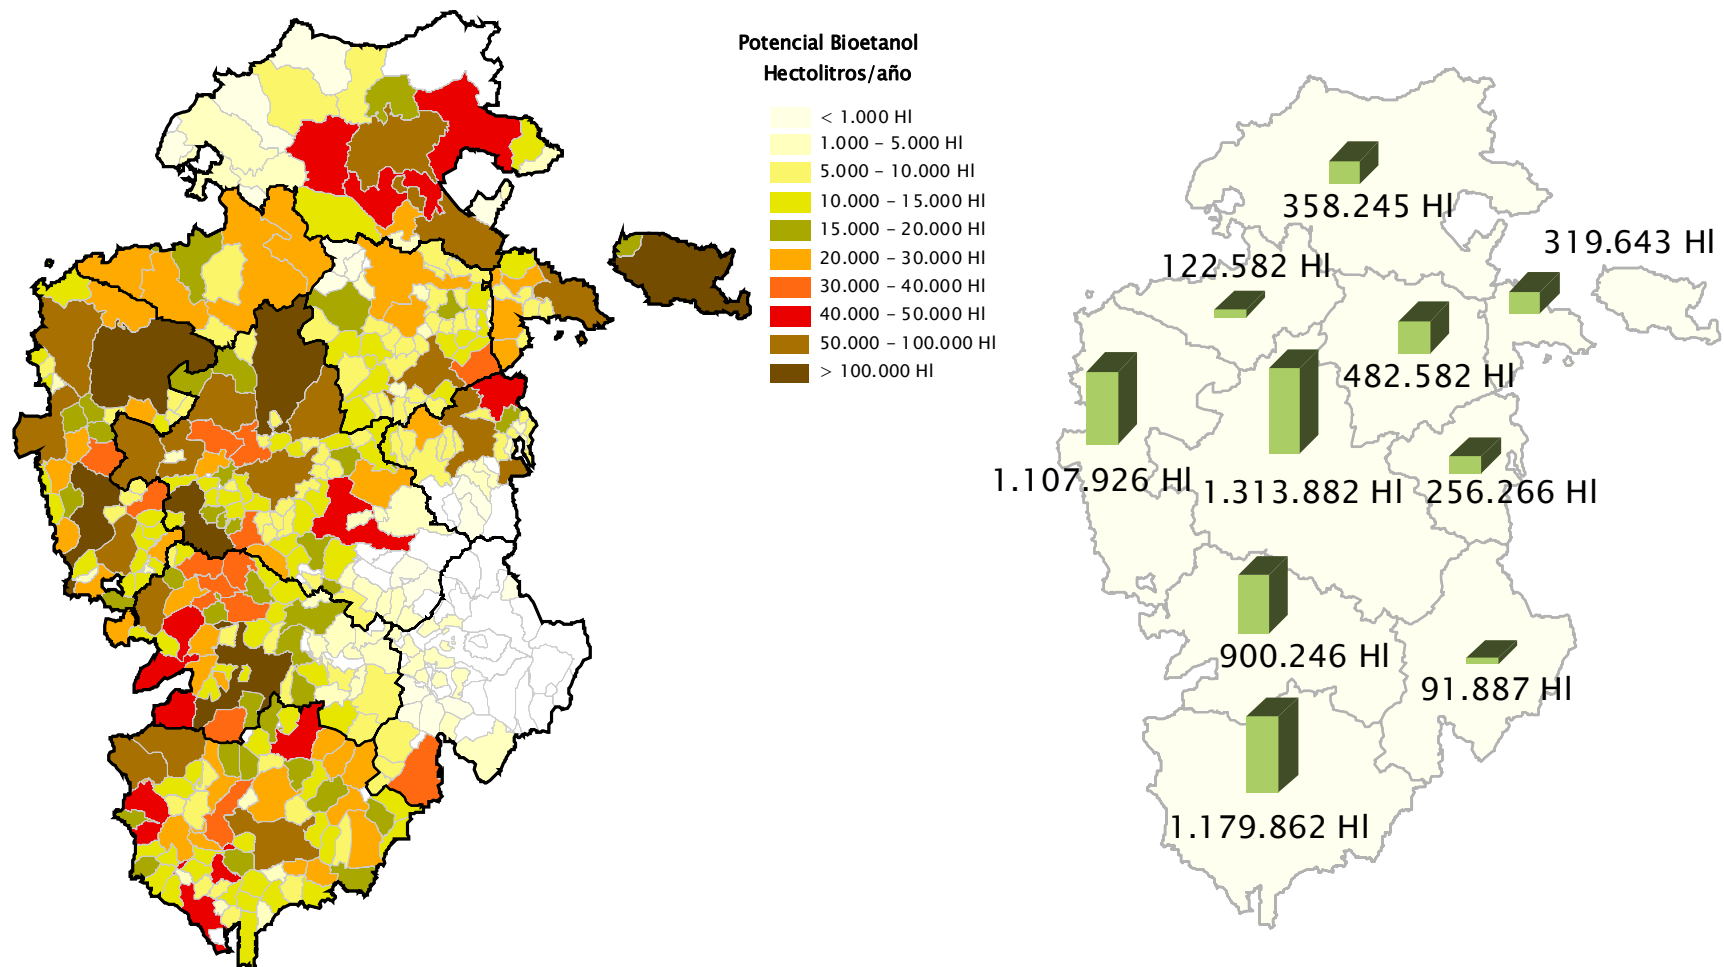 Potencial Bioetanol
Hectolitros/año
< 1.000 Hl
1.000 – 5.000 Hl
5.000 – 10.000 Hl
10.000 – 15.000 Hl
15.000 – 20.000 Hl
20.000 – 30.000 Hl
30.000 – 40.000 Hl
40.000 – 50.000 Hl
50.000 – 100.000 Hl
> 100.000 Hl
358.245 Hl
319.643 Hl
122.582 Hl
482.582 Hl
1.107.926 Hl
1.313.882 Hl
256.266 Hl
900.246 Hl
91.887 Hl
1.179.862 Hl